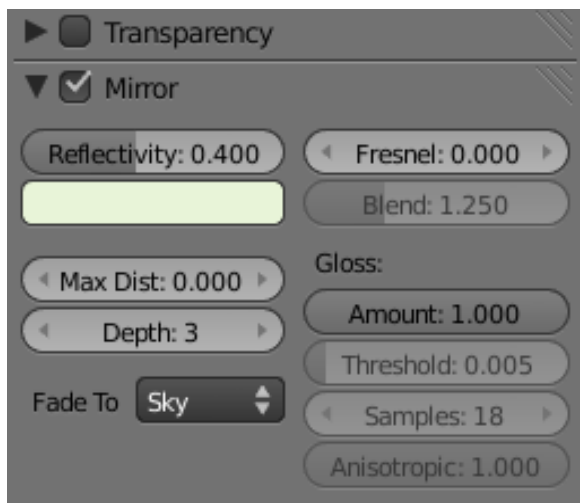 Transparency
Mirror
Reflectivity: 0.400
Fresnel: 0.000
Blend: 1.250
Max Dist: 0.000
Depth: 3
Fade To Sky
Gloss:
Amount: 1.000
Threshold: 0.005
Samples: 18
Anisotropic: 1.000